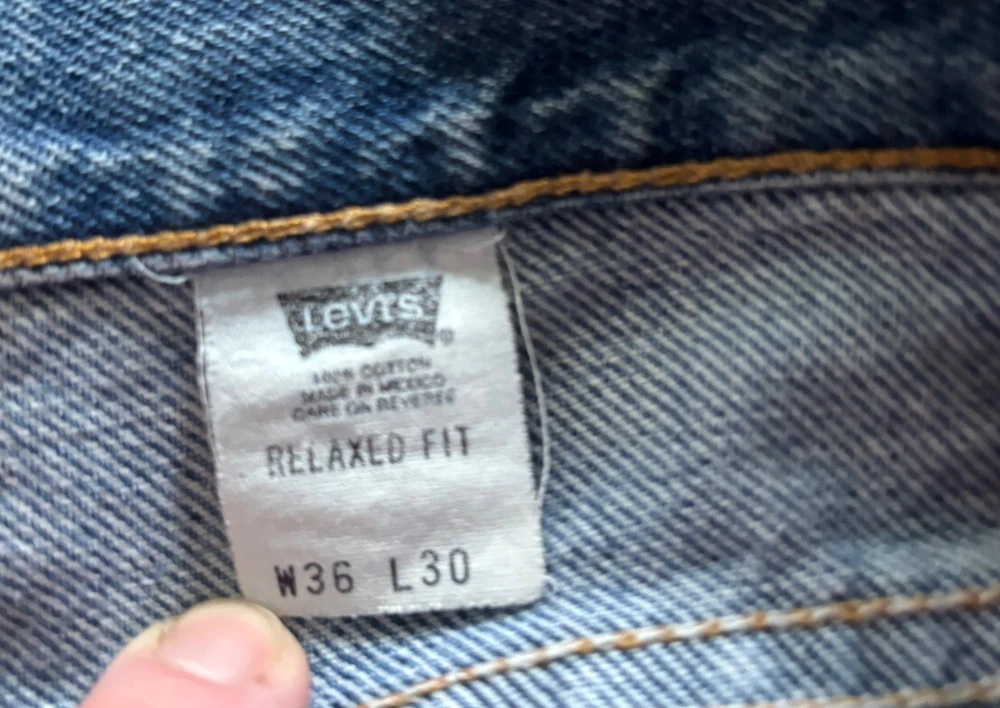 Levi's
®
100% COTTON
MADE IN MEXICO
CARE ON REVERSE
RELAXED FIT
W36 L30